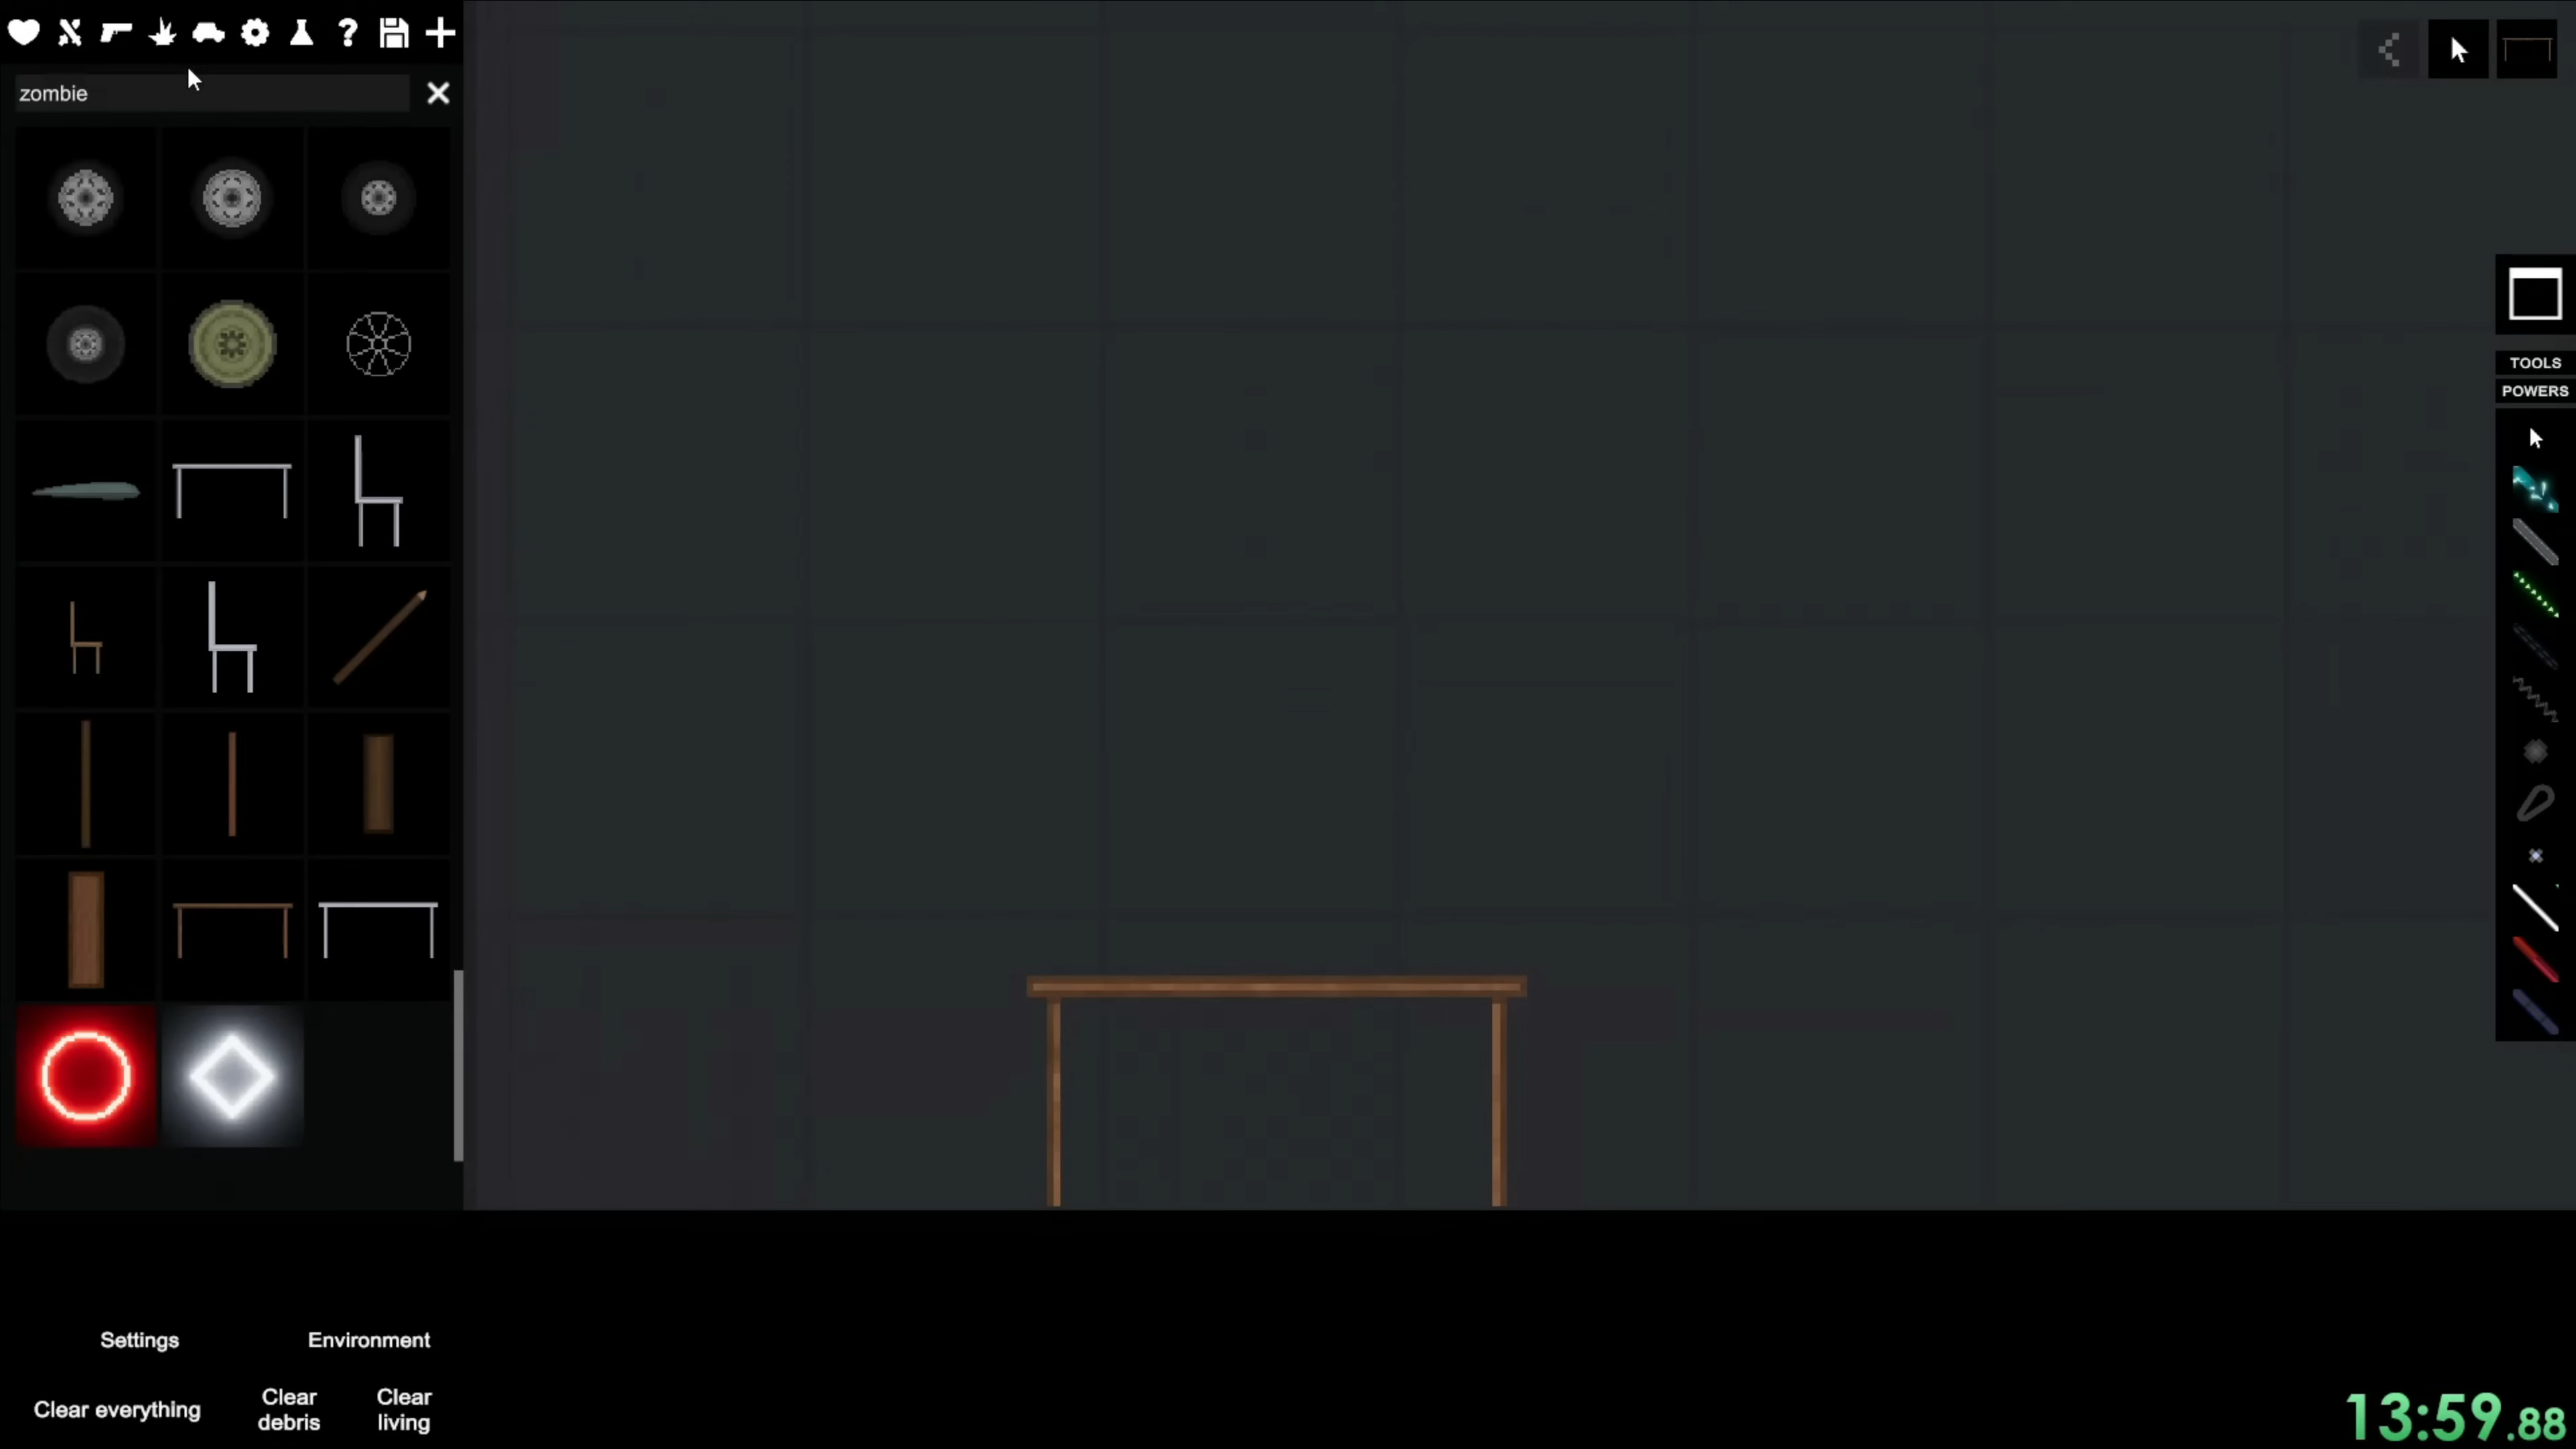 zombie
TOOLS
POWERS
Settings
Environment
Clear everything
Clear
debris
Clear
living
13:59.88